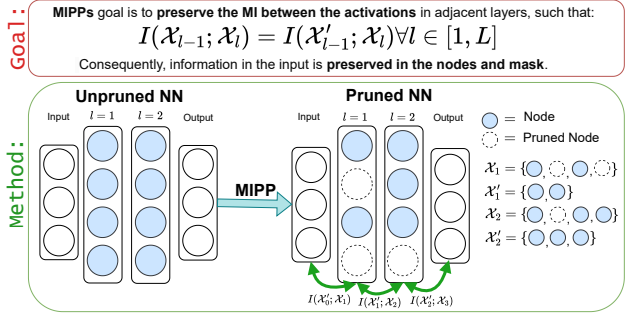 Goal:
MIPPs goal is to preserve the MI between the activations in adjacent layers, such that:
I(𝒳_{l−1}; 𝒳_l) = I(𝒳′_{l−1}; 𝒳_l)∀l ∈ [1, L]
Consequently, information in the input is preserved in the nodes and mask.
Method:
Unpruned NN
Input
l = 1
l = 2
Output
MIPP
Pruned NN
Input
l = 1
l = 2
Output
I(𝒳′_0; 𝒳_1)
I(𝒳′_1; 𝒳_2)
I(𝒳′_2; 𝒳_3)
= Node
= Pruned Node
𝒳_1 = { , , , }
𝒳′_1 = { , }
𝒳_2 = { , , , }
𝒳′_2 = { , , }